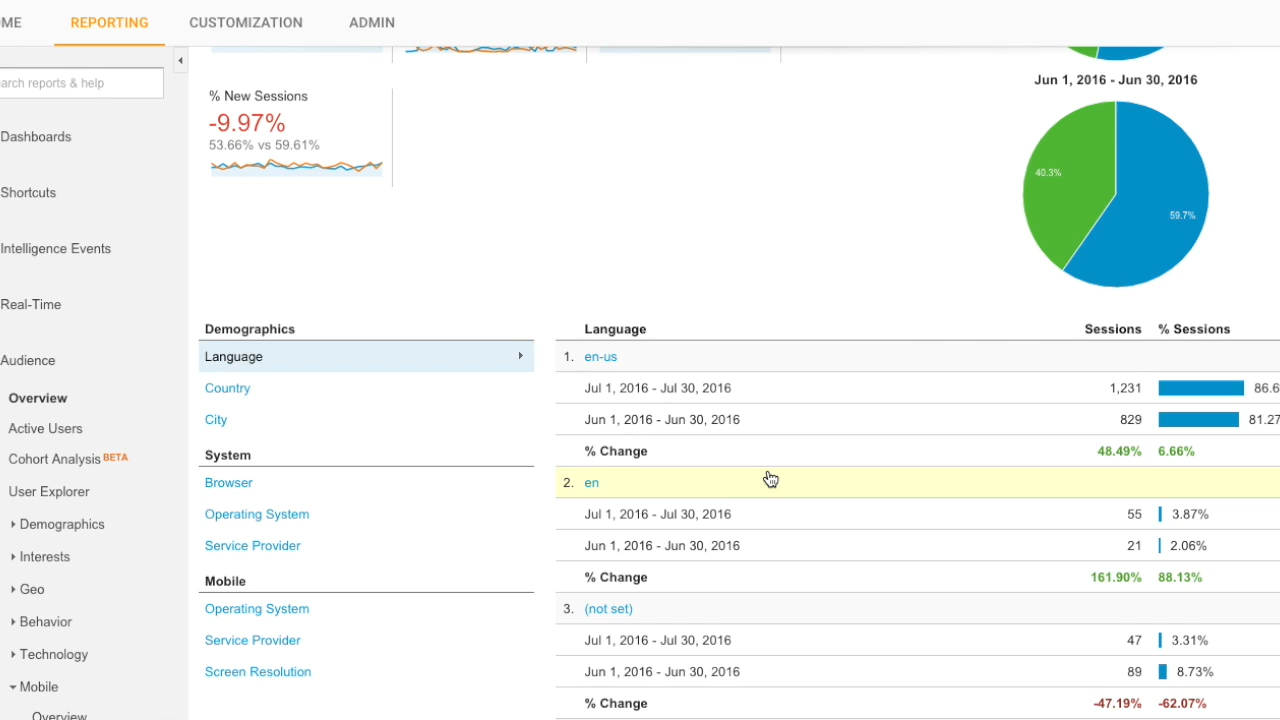 OME REPORTING CUSTOMIZATION ADMIN
arch reports & help
Dashboards
Shortcuts
Intelligence Events
Real-Time
Audience
Overview
Active Users
Cohort Analysis BETA
User Explorer
Demographics
Interests
Geo
Behavior
Technology
Mobile
Overview
% New Sessions
-9.97%
53.66% vs 59.61%
Jun 1, 2016 - Jun 30, 2016
40.3%
59.7%
Demographics
Language
Country
City
System
Browser
Operating System
Service Provider
Mobile
Operating System
Service Provider
Screen Resolution
Language Sessions % Sessions
1. en-us
Jul 1, 2016 - Jul 30, 2016 1,231 86.6
Jun 1, 2016 - Jun 30, 2016 829 81.27
% Change 48.49% 6.66%
2. en
Jul 1, 2016 - Jul 30, 2016 55 3.87%
Jun 1, 2016 - Jun 30, 2016 21 2.06%
% Change 161.90% 88.13%
3. (not set)
Jul 1, 2016 - Jul 30, 2016 47 3.31%
Jun 1, 2016 - Jun 30, 2016 89 8.73%
% Change -47.19% -62.07%